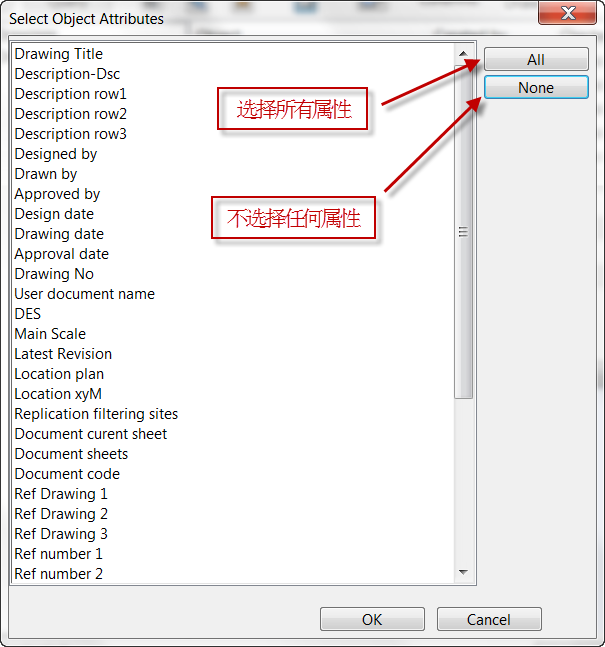 Select Object Attributes
Drawing Title
Description-Dsc
Description row1
Description row2
Description row3
Designed by
Drawn by
Approved by
Design date
Drawing date
Approval date
Drawing No
User document name
DES
Main Scale
Latest Revision
Location plan
Location xyM
Replication filtering sites
Document curent sheet
Document sheets
Document code
Ref Drawing 1
Ref Drawing 2
Ref Drawing 3
Ref number 1
Ref number 2
All
None
选择所有属性
不选择任何属性
OK
Cancel